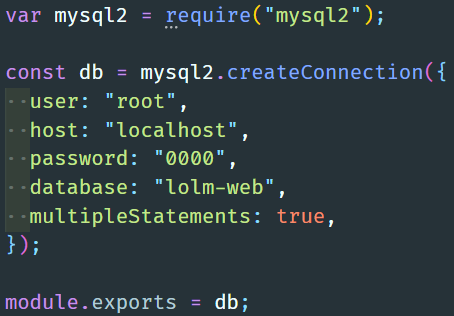 var mysql2 = require("mysql2");
const db = mysql2.createConnection({
  user: "root",
  host: "localhost",
  password: "0000",
  database: "lolm-web",
  multipleStatements: true,
});
module.exports = db;